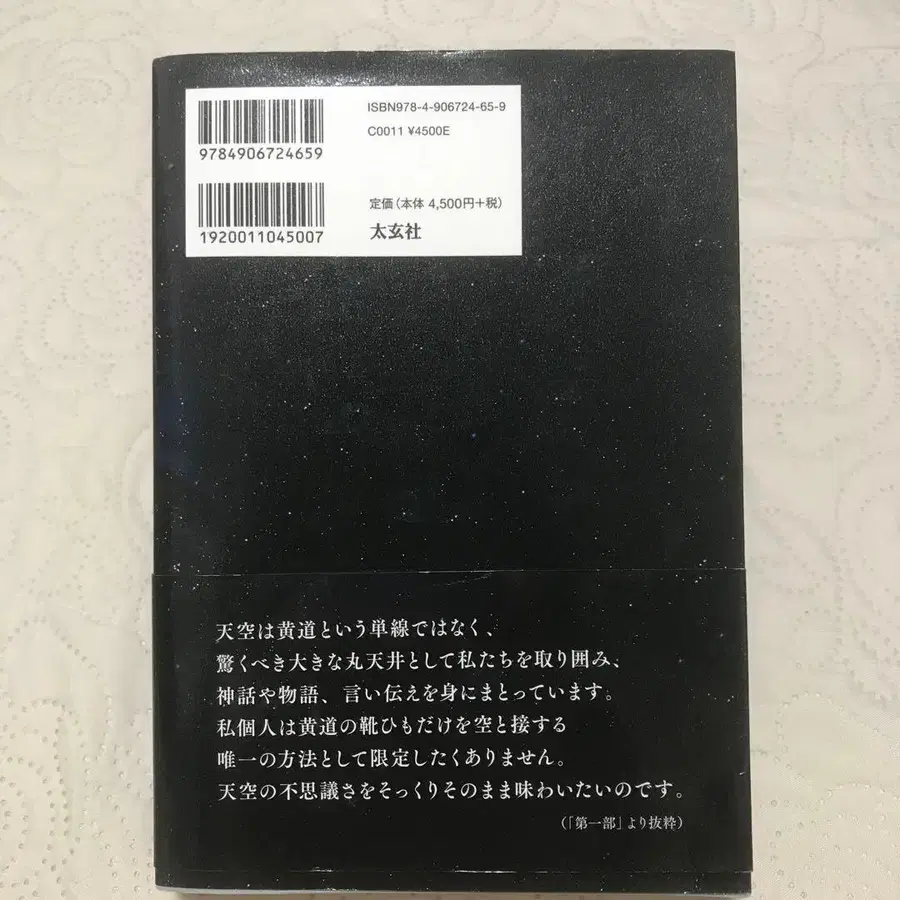 ISBN978-4-906724-65-9
C0011 ¥4500E
9784906724659
1920011045007
定価(本体 4,500円+税)
太玄社
天空は黄道という単線ではなく、
驚くべき大きな丸天井として私たちを取り囲み、
神話や物語、言い伝えを身にまとっています。
私個人は黄道の靴ひもだけを空と接する
唯一の方法として限定したくありません。
天空の不思議さをそっくりそのまま味わいたいのです。
(「第一部」より抜粋)